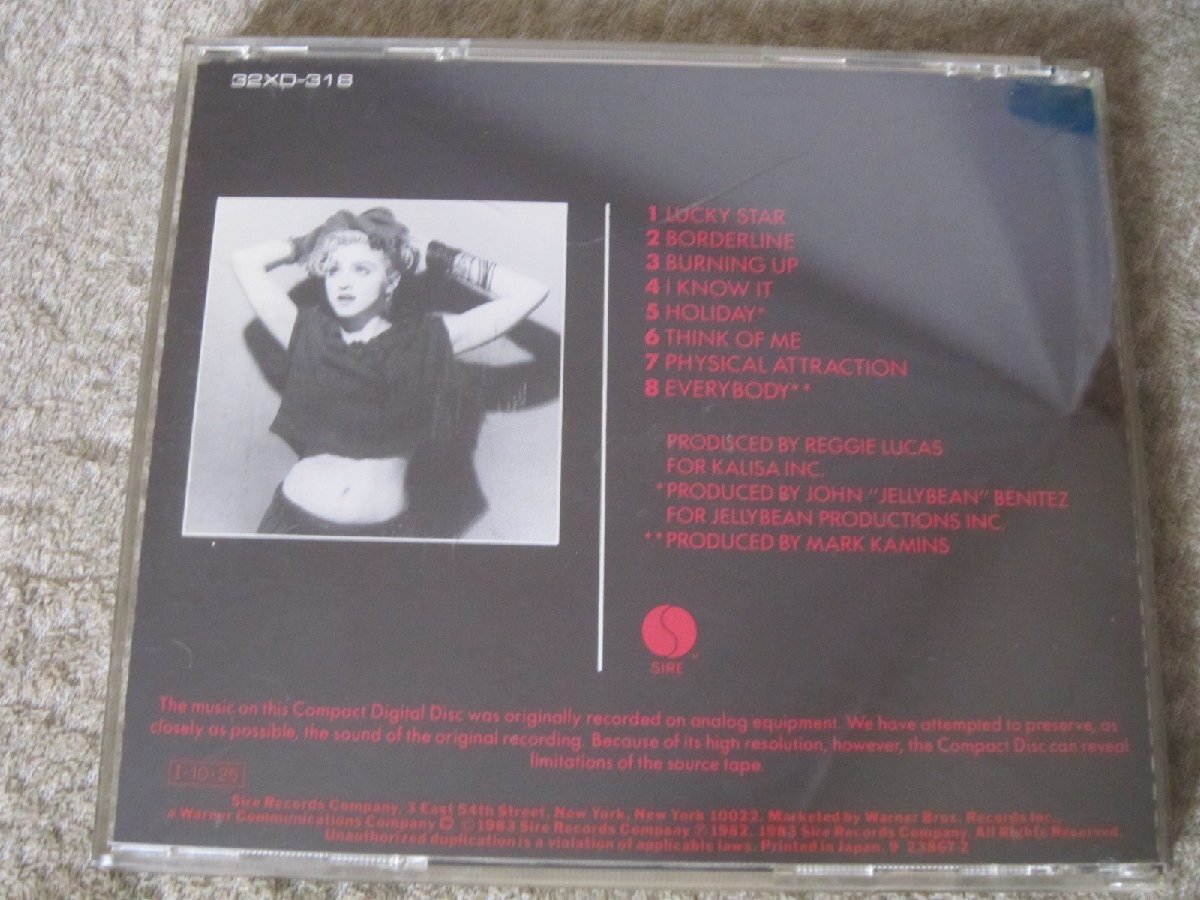 32XD-318
1 LUCKY STAR
2 BORDERLINE
3 BURNING UP
4 I KNOW IT
5 HOLIDAY*
6 THINK OF ME
7 PHYSICAL ATTRACTION
8 EVERYBODY**
PRODUCED BY REGGIE LUCAS
FOR KALISA INC.
*PRODUCED BY JOHN "JELLYBEAN" BENITEZ
FOR JELLYBEAN PRODUCTIONS INC.
**PRODUCED BY MARK KAMINS
SIRE
The music on this Compact Digital Disc was originally recorded on analog equipment. We have attempted to preserve, as
closely as possible, the sound of the original recording. Because of its high resolution, however, the Compact Disc can reveal
limitations of the source tape.
I·10·25
Sire Records Company, 3 East 54th Street, New York, New York 10022. Marketed by Warner Bros. Records Inc.,
a Warner Communications Company ©1983 Sire Records Company ℗ 1982, 1983 Sire Records Company. All Rights Reserved
Unauthorized duplication is a violation of applicable laws. Printed in Japan. 9 23867-2